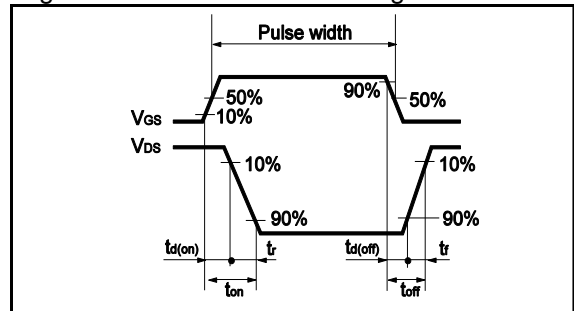 Pulse width
90%
50%
50%
VGS
10%
VDS
10%
10%
90%
90%
td(on)
tr
td(off)
tf
ton
toff